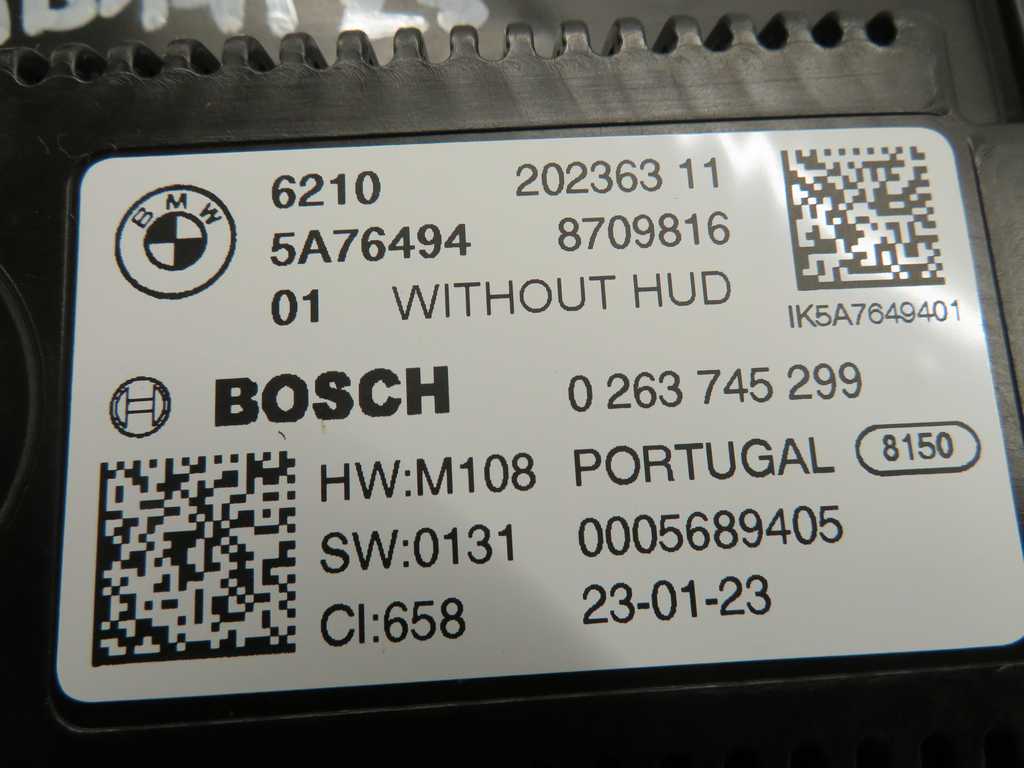 BMW
6210 202363 11
5A76494 8709816
01 WITHOUT HUD
IK5A7649401
BOSCH 0 263 745 299
HW:M108 PORTUGAL 8150
SW:0131 0005689405
CI:658 23-01-23